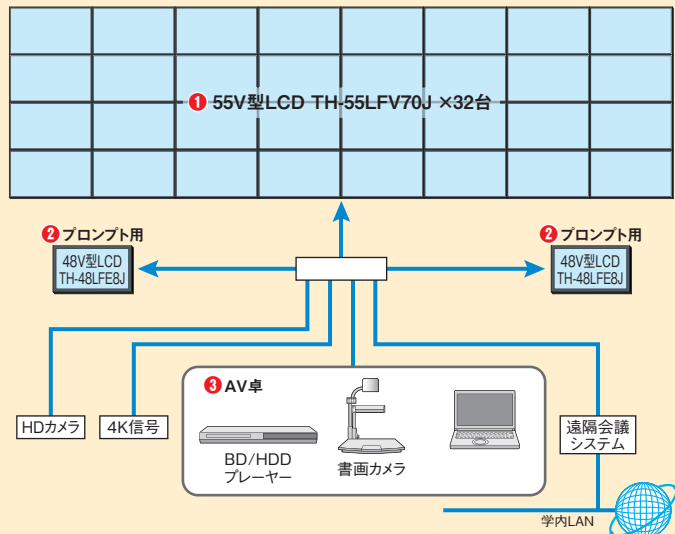 ❶ 55V型LCD TH-55LFV70J ×32台
❷ プロンプト用
48V型LCD
TH-48LFE8J
❷ プロンプト用
48V型LCD
TH-48LFE8J
HDカメラ
4K信号
❸ AV卓
BD/HDD
プレーヤー
書画カメラ
遠隔会議
システム
学内LAN